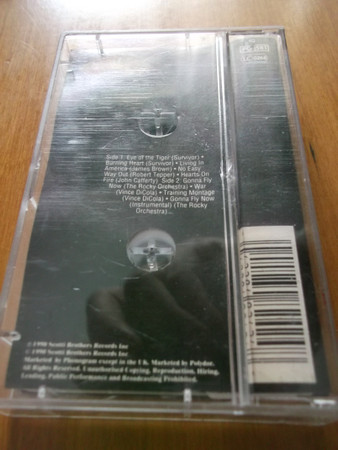 Side 1: Eye of the Tiger (Survivor) •
Burning Heart (Survivor) • Living In
America (James Brown) • No Easy
Way Out (Robert Tepper) • Hearts On
Fire (John Cafferty) Side 2: Gonna Fly
Now (The Rocky Orchestra) • War
(Vince DiCola) • Training Montage
(Vince DiCola) • Gonna Fly Now
(Instrumental) (The Rocky
Orchestra)...
℗ 1990 Scotti Brothers Records Inc
© 1990 Scotti Brothers Records Inc
Marketed by Phonogram except in the UK. Marketed by Polydor.
All Rights Reserved. Unauthorised Copying, Reproduction, Hiring,
Lending, Public Performance and Broadcasting Prohibited.